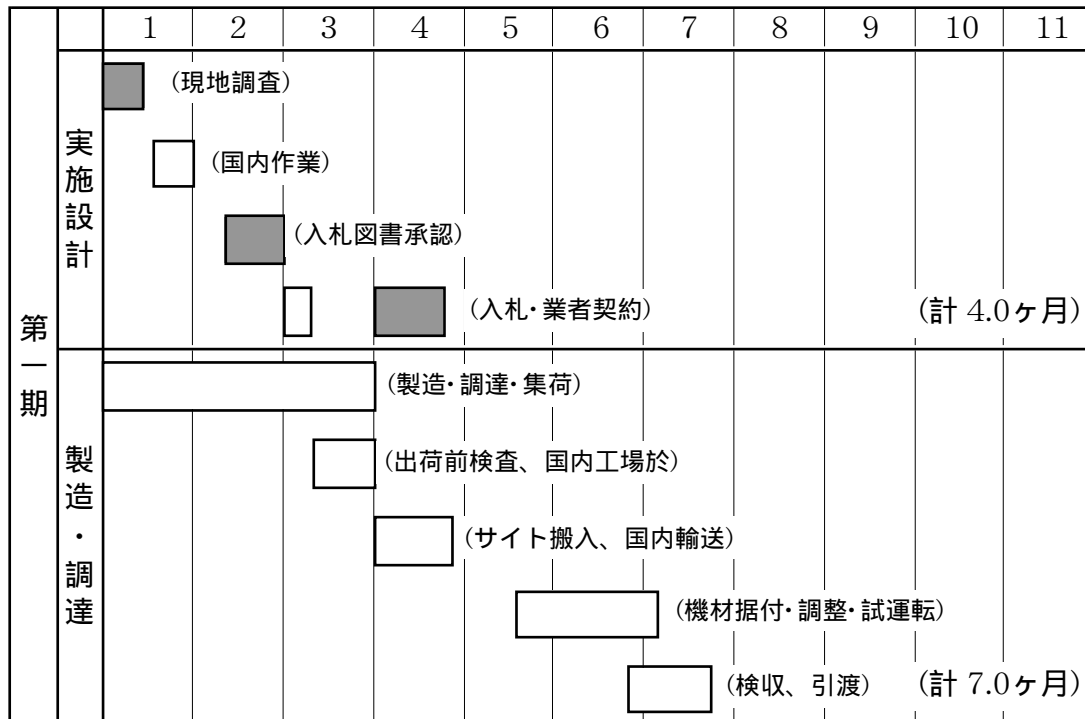 1 2 3 4 5 6 7 8 9 10 11
第一期
実施設計
(現地調査)
(国内作業)
(入札図書承認)
(入札・業者契約) (計 4.0ヶ月)
製造・調達
(製造・調達・集荷)
(出荷前検査、国内工場於)
(サイト搬入、国内輸送)
(機材据付・調整・試運転)
(検収、引渡) (計 7.0ヶ月)